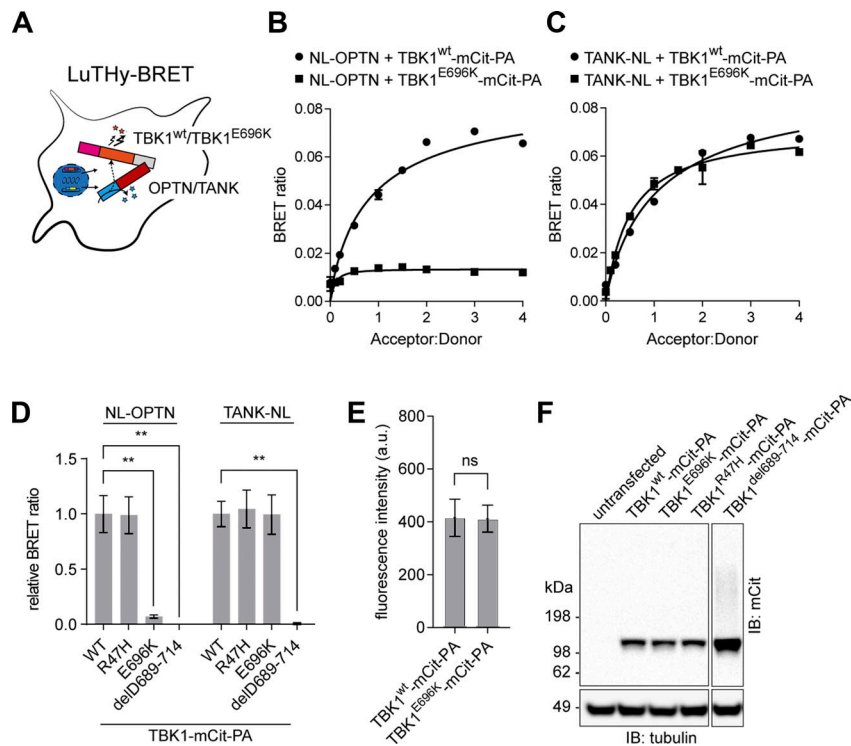 A
LuTHy-BRET
TBK1wt/TBK1E696K
OPTN/TANK
B
NL-OPTN + TBK1wt-mCit-PA
NL-OPTN + TBK1E696K-mCit-PA
BRET ratio
0.08
0.06
0.04
0.02
0.00
0 1 2 3 4
Acceptor:Donor
C
TANK-NL + TBK1wt-mCit-PA
TANK-NL + TBK1E696K-mCit-PA
BRET ratio
0.08
0.06
0.04
0.02
0.00
0 1 2 3 4
Acceptor:Donor
D
NL-OPTN TANK-NL
**
** **
relative BRET ratio
1.5
1.0
0.5
0.0
WT
R47H
E696K
delD689-714
WT
R47H
E696K
delD689-714
TBK1-mCit-PA
E
fluorescence intensity (a.u.)
800
600
400
200
0
ns
TBK1wt-mCit-PA
TBK1E696K-mCit-PA
F
untransfected
TBK1wt-mCit-PA
TBK1E696K-mCit-PA
TBK1R47H-mCit-PA
TBK1del689-714-mCit-PA
kDa
198
98
62
49
IB: mCit
IB: tubulin